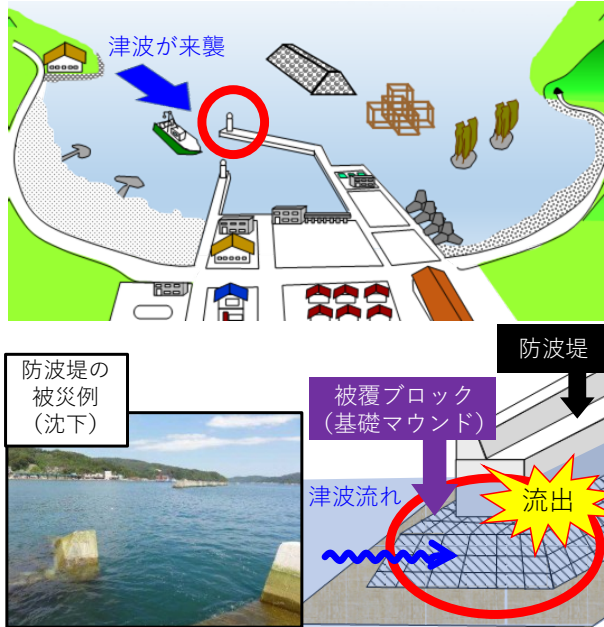 津波が来襲
防波堤
防波堤の
被災例
（沈下）
被覆ブロック
（基礎マウンド）
津波流れ
流出